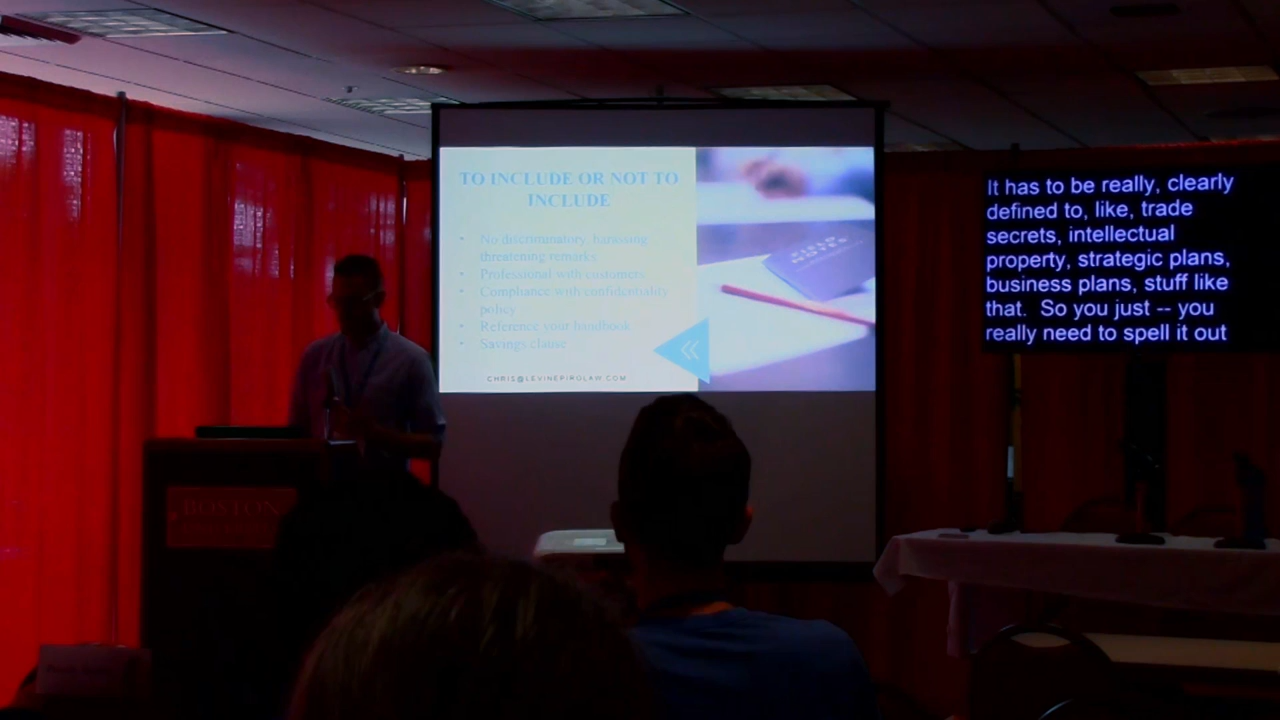 TO INCLUDE OR NOT TO
INCLUDE
• No discriminatory, harassing
threatening remarks
• Professional with customers
• Compliance with confidentiality
policy
• Reference your handbook
• Savings clause
CHRIS@LEVINEPIROLAW.COM
FIELD
NOTES
It has to be really, clearly
defined to, like, trade
secrets, intellectual
property, strategic plans,
business plans, stuff like
that. So you just -- you
really need to spell it out
BOSTON